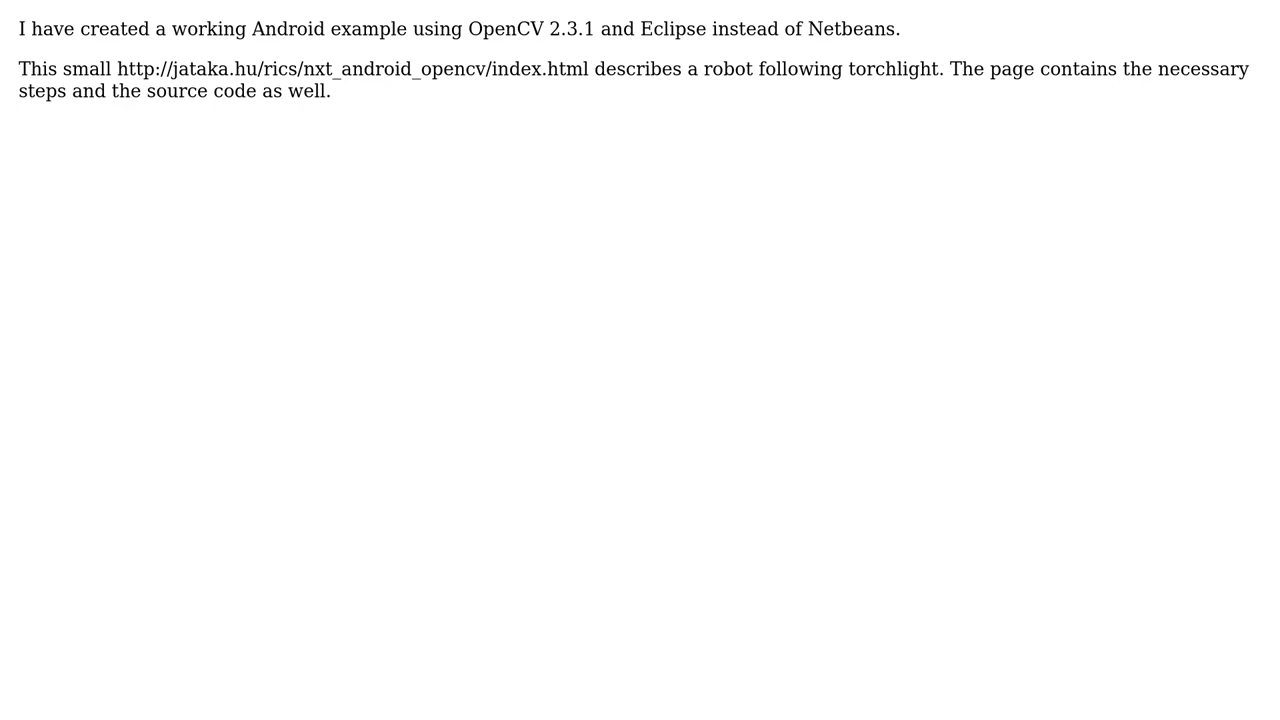 I have created a working Android example using OpenCV 2.3.1 and Eclipse instead of Netbeans.
This small http://jataka.hu/rics/nxt_android_opencv/index.html describes a robot following torchlight. The page contains the necessary
steps and the source code as well.